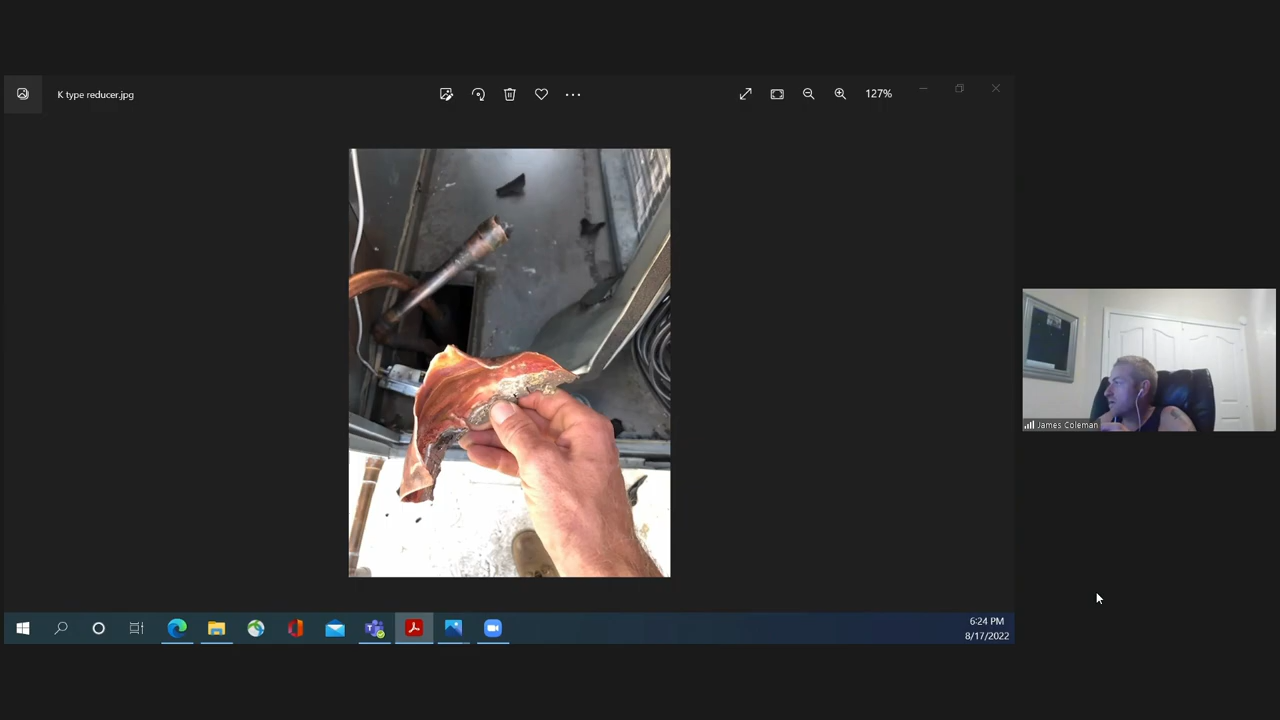 K type reducer.jpg
127%
James Coleman
6:24 PM
8/17/2022